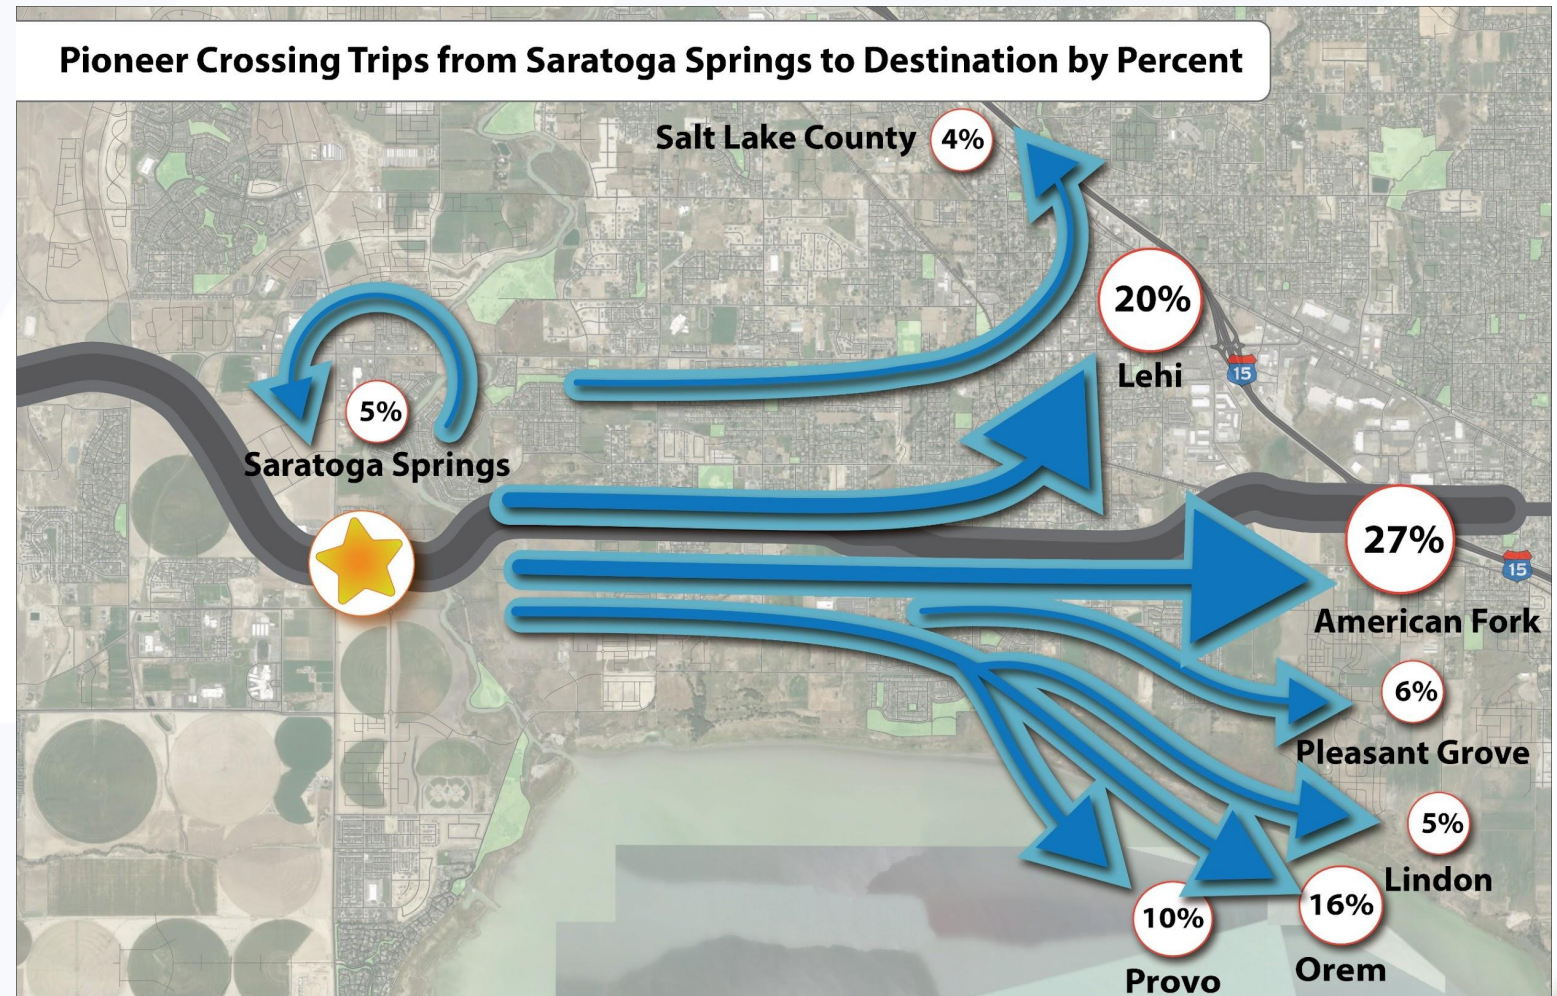 Pioneer Crossing Trips from Saratoga Springs to Destination by Percent
Salt Lake County 4%
20%
Lehi
15
5%
Saratoga Springs
27%
15
American Fork
6%
Pleasant Grove
5%
Lindon
16%
Orem
10%
Provo